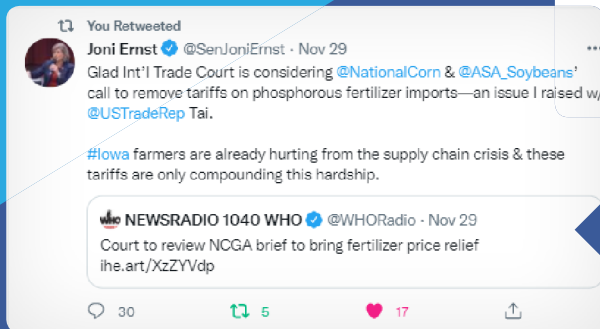 You Retweeted
Joni Ernst @SenJoniErnst · Nov 29
Glad Int'l Trade Court is considering @NationalCorn & @ASA_Soybeans'
call to remove tariffs on phosphorous fertilizer imports—an issue I raised w/
@USTradeRep Tai.
#Iowa farmers are already hurting from the supply chain crisis & these
tariffs are only compounding this hardship.
who NEWSRADIO 1040 WHO @WHORadio · Nov 29
Court to review NCGA brief to bring fertilizer price relief
ihe.art/XzZYVdp
30 5 17